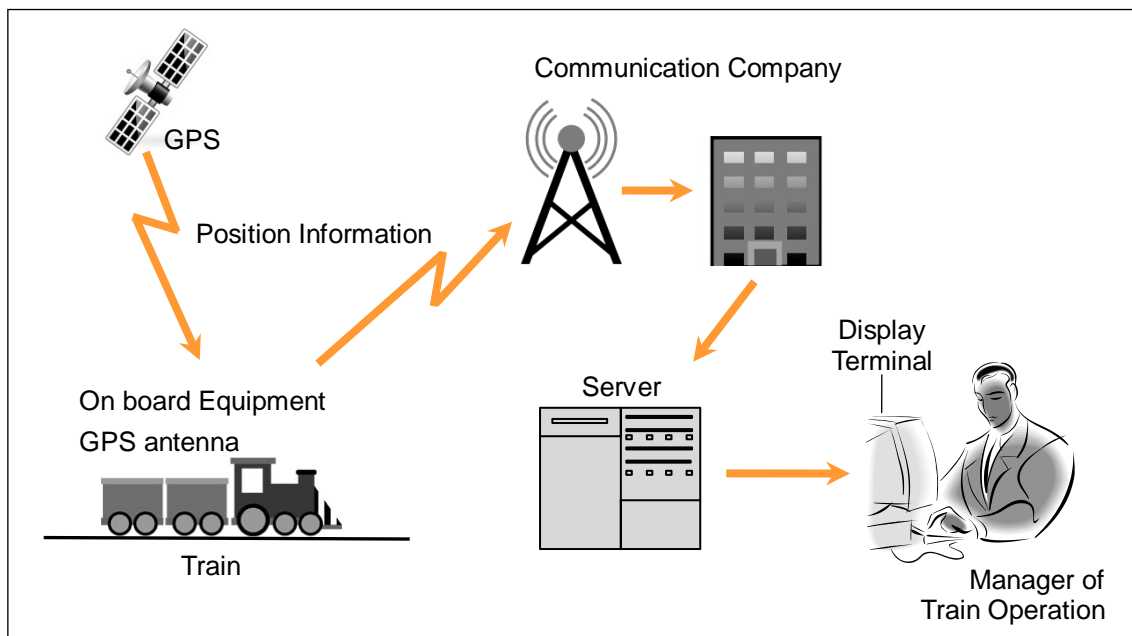 Communication Company
GPS
Position Information
On board Equipment
GPS antenna
Train
Server
Display
Terminal
Manager of
Train Operation